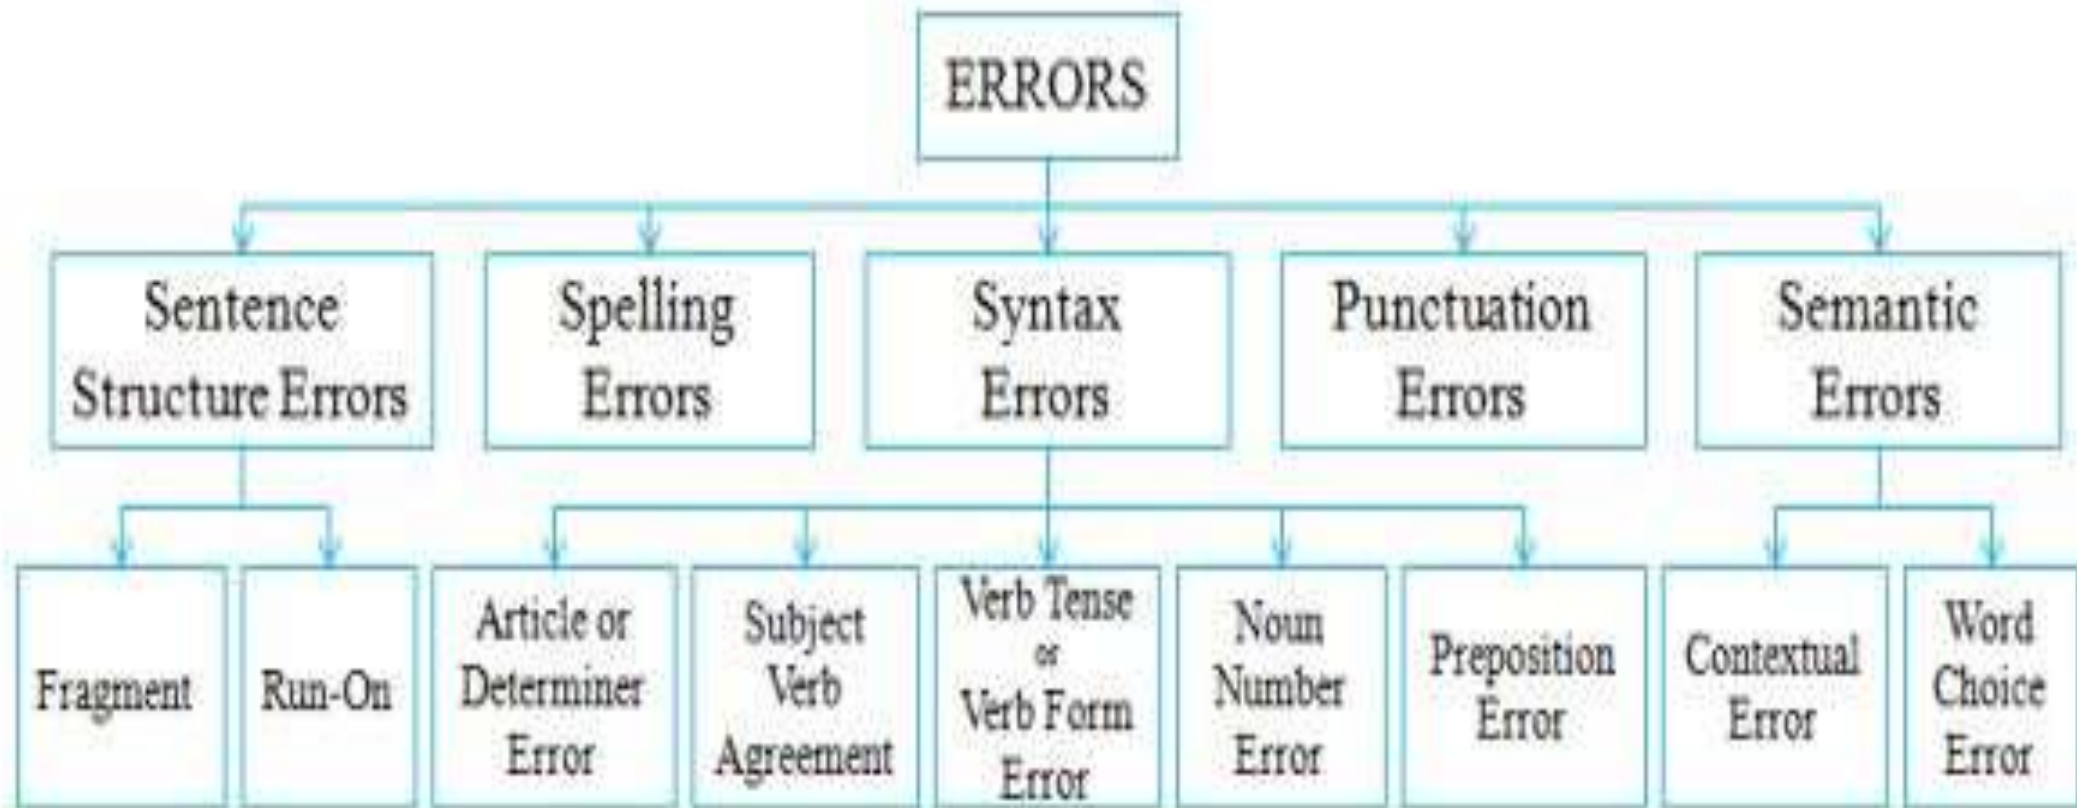 ERRORS
Sentence
Structure Errors
Spelling
Errors
Syntax
Errors
Punctuation
Errors
Semantic
Errors
Fragment
Run-On
Article or
Determiner
Error
Subject
Verb
Agreement
Verb Tense
or
Verb Form
Error
Noun
Number
Error
Preposition
Error
Contextual
Error
Word
Choice
Error